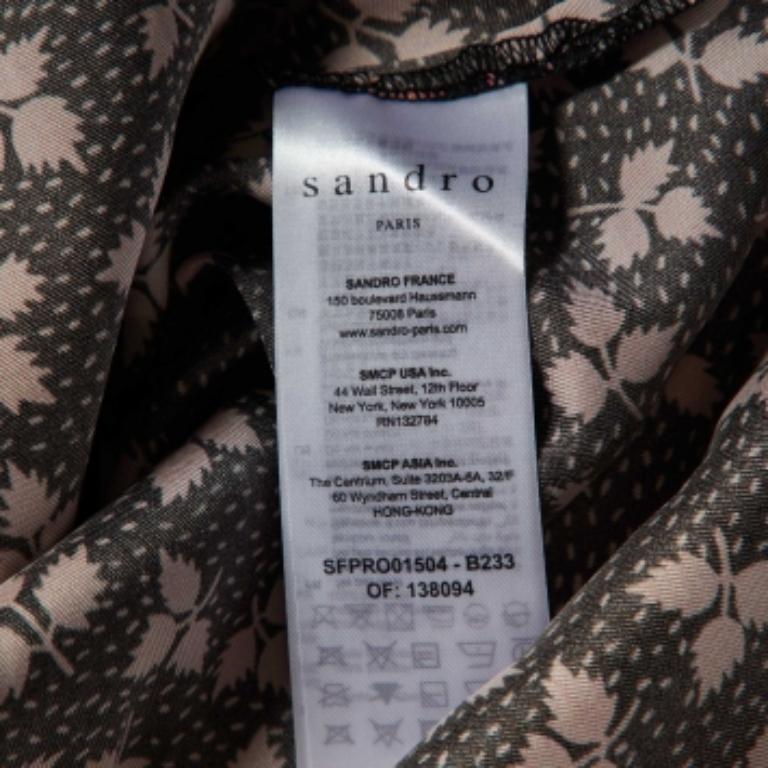 sandro
PARIS
SANDRO FRANCE
150 boulevard Haussmann
75008 Paris
www.sandro-paris.com
SMCP USA Inc.
44 Wall Street, 12th Floor
New York, New York 10005
RN132784
SMCP ASIA Inc.
The Centrium, Suite 3203A-5A, 32/F
60 Wyndham Street, Central
HONG-KONG
SFPRO01504 - B233
OF: 138094